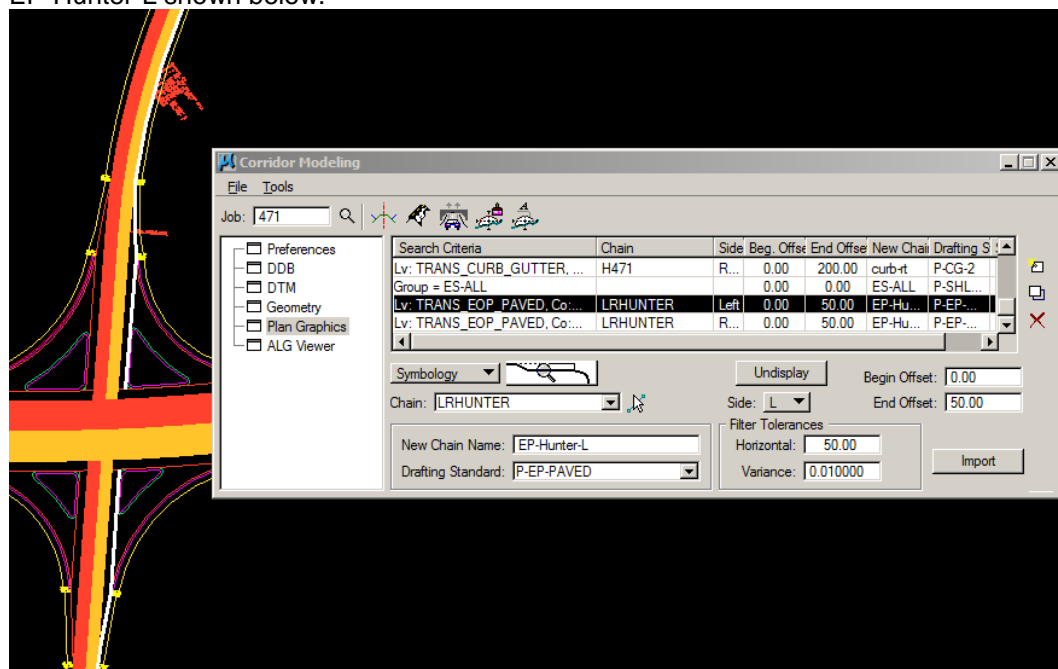 EP-Hunter-L shown below:
Corridor Modeling
File Tools
Job: 471
Preferences
DDB
DTM
Geometry
Plan Graphics
ALG Viewer
Search Criteria Chain Side Beg. Offse End Offse New Chai Drafting S
Lv: TRANS_CURB_GUTTER, ... H471 R... 0.00 200.00 curb-rt P-CG-2
Group = ES-ALL 0.00 0.00 ES-ALL P-SHL...
Lv: TRANS_EOP_PAVED, Co:... LRHUNTER Left 0.00 50.00 EP-Hu... P-EP-...
Lv: TRANS_EOP_PAVED, Co:... LRHUNTER R... 0.00 50.00 EP-Hu... P-EP-...
Symbology Undisplay Begin Offset: 0.00
Chain: LRHUNTER Side: L End Offset: 50.00
Filter Tolerances
New Chain Name: EP-Hunter-L Horizontal: 50.00
Drafting Standard: P-EP-PAVED Variance: 0.010000 Import